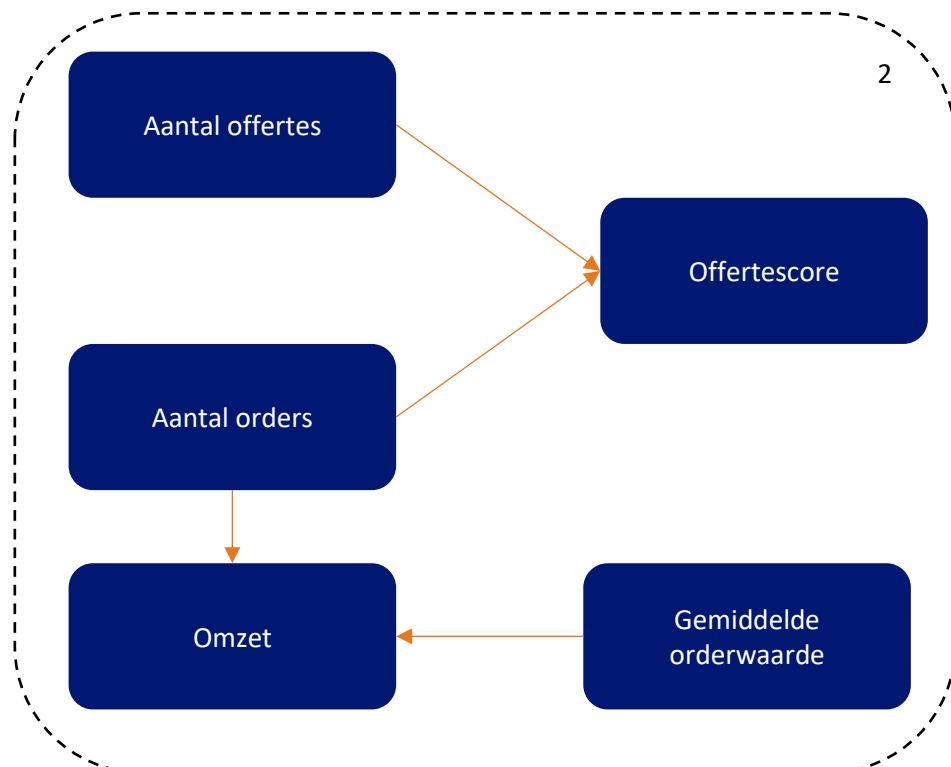 2
Aantal offertes
Offertescore
Aantal orders
Omzet
Gemiddelde
orderwaarde